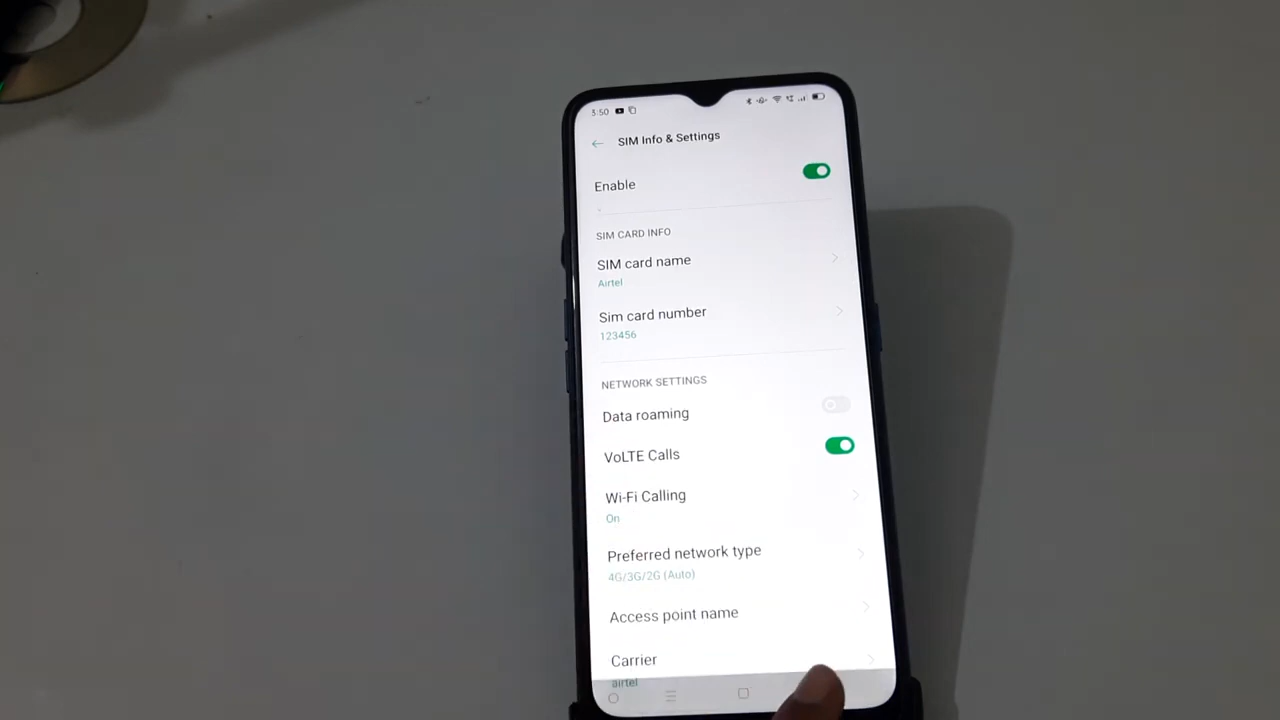 3:50
SIM Info & Settings
Enable
SIM CARD INFO
SIM card name
Airtel
Sim card number
123456
NETWORK SETTINGS
Data roaming
VoLTE Calls
Wi-Fi Calling
On
Preferred network type
4G/3G/2G (Auto)
Access point name
Carrier
airtel